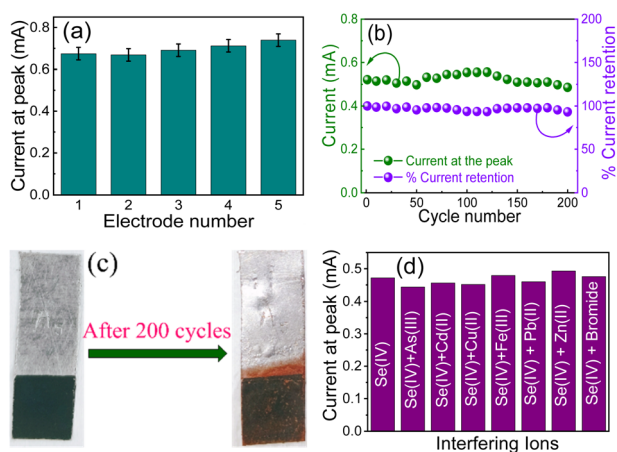 (a)
Current at peak (mA)
0.8
0.6
0.4
0.2
0.0
1 2 3 4 5
Electrode number
(b)
Current (mA)
0.8
0.6
0.4
0.2
0.0
Current at the peak
% Current retention
0 50 100 150 200
Cycle number
200
150
100
50
0
% Current retention
(c)
After 200 cycles
(d)
Current at peak (mA)
0.5
0.4
0.3
0.2
0.1
0.0
Se(IV)
Se(IV)+As(III)
Se(IV)+Cd(II)
Se(IV)+Cu(II)
Se(IV)+Fe(III)
Se(IV) + Pb(II)
Se(IV) + Zn(II)
Se(IV) + Bromide
Interfering Ions